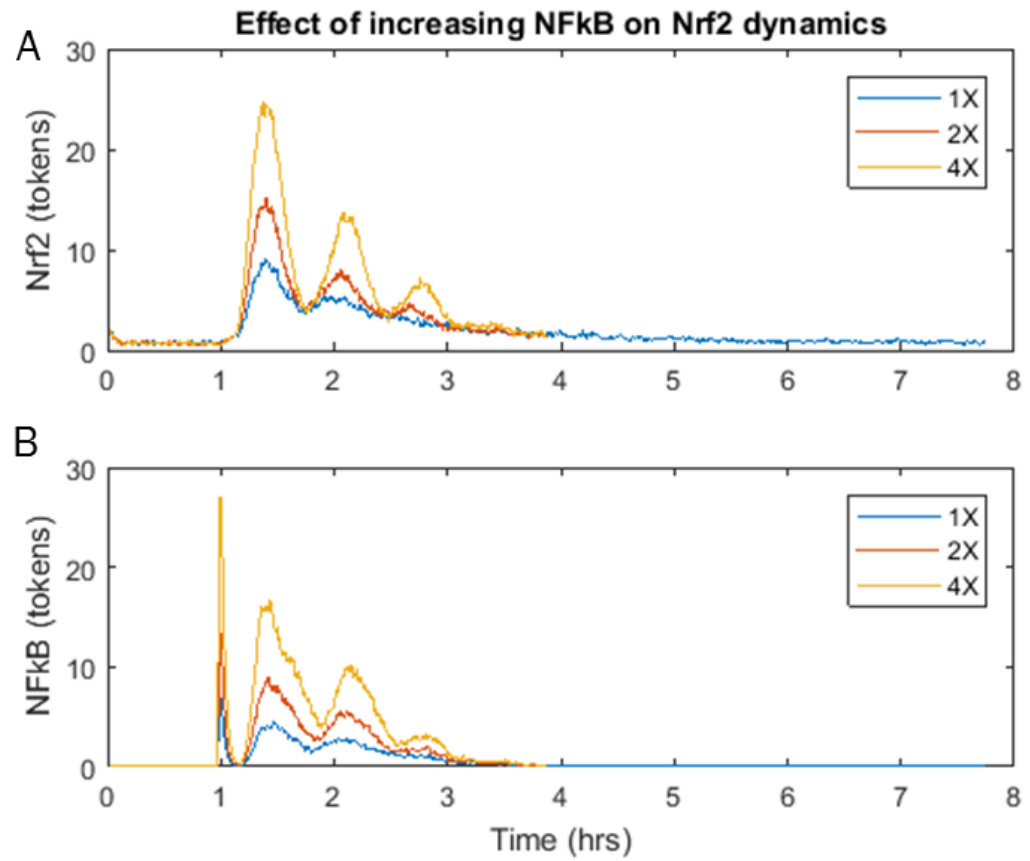 A
Effect of increasing NFkB on Nrf2 dynamics
Nrf2 (tokens)
30
20
10
0
0 1 2 3 4 5 6 7 8
1X
2X
4X
B
NFkB (tokens)
30
20
10
0
0 1 2 3 4 5 6 7 8
1X
2X
4X
Time (hrs)